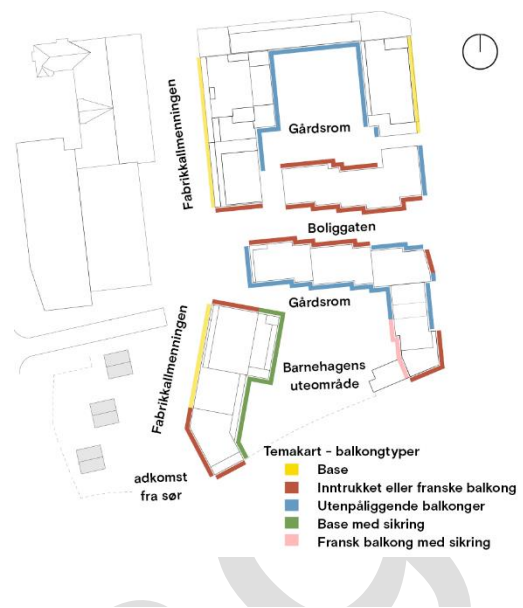 Fabrikkallmenningen
Gårdsrom
Boliggaten
Gårdsrom
Fabrikkallmenningen
Barnehagens
uteområde
adkomst
fra sør
Temakart – balkongtyper
Base
Inntrukket eller franske balkong
Utenpåliggende balkonger
Base med sikring
Fransk balkong med sikring